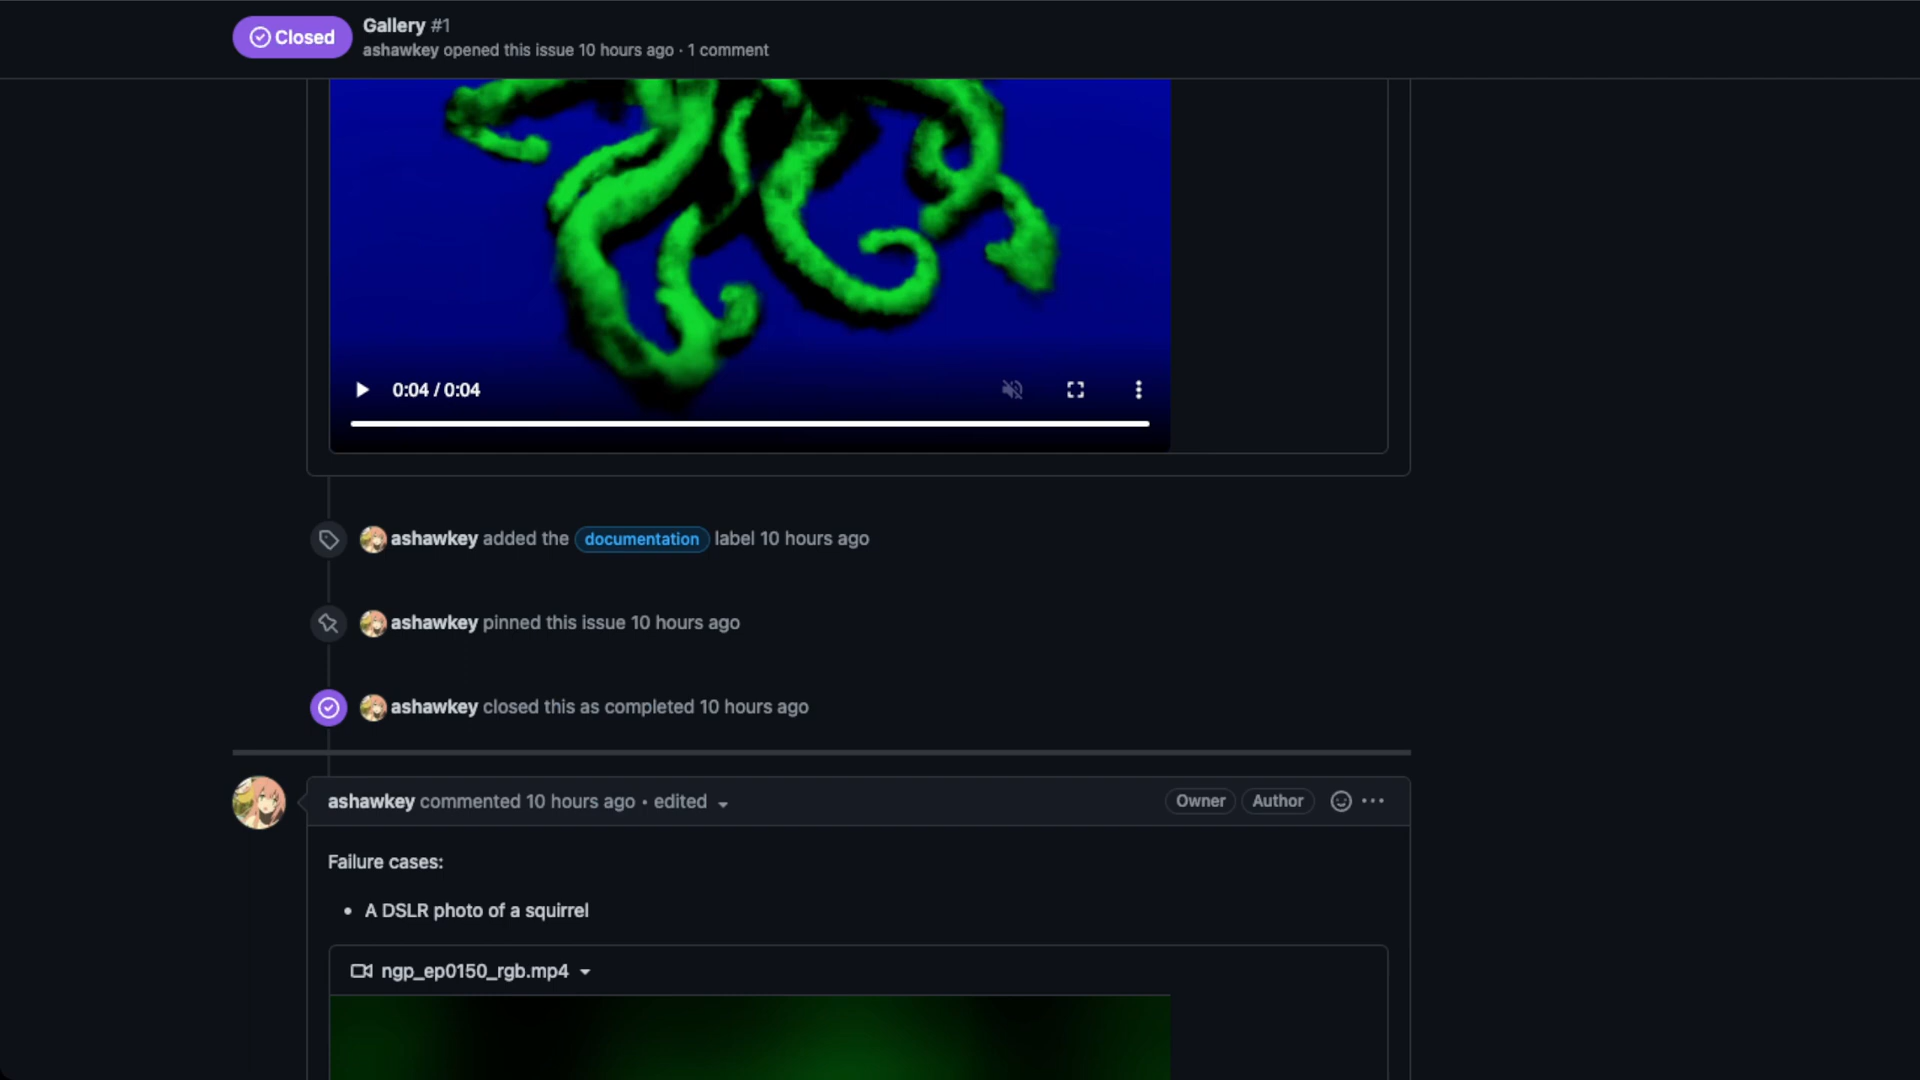 Closed
Gallery #1
ashawkey opened this issue 10 hours ago · 1 comment
0:04 / 0:04
ashawkey added the documentation label 10 hours ago
ashawkey pinned this issue 10 hours ago
ashawkey closed this as completed 10 hours ago
ashawkey commented 10 hours ago • edited
Owner
Author
Failure cases:
• A DSLR photo of a squirrel
ngp_ep0150_rgb.mp4